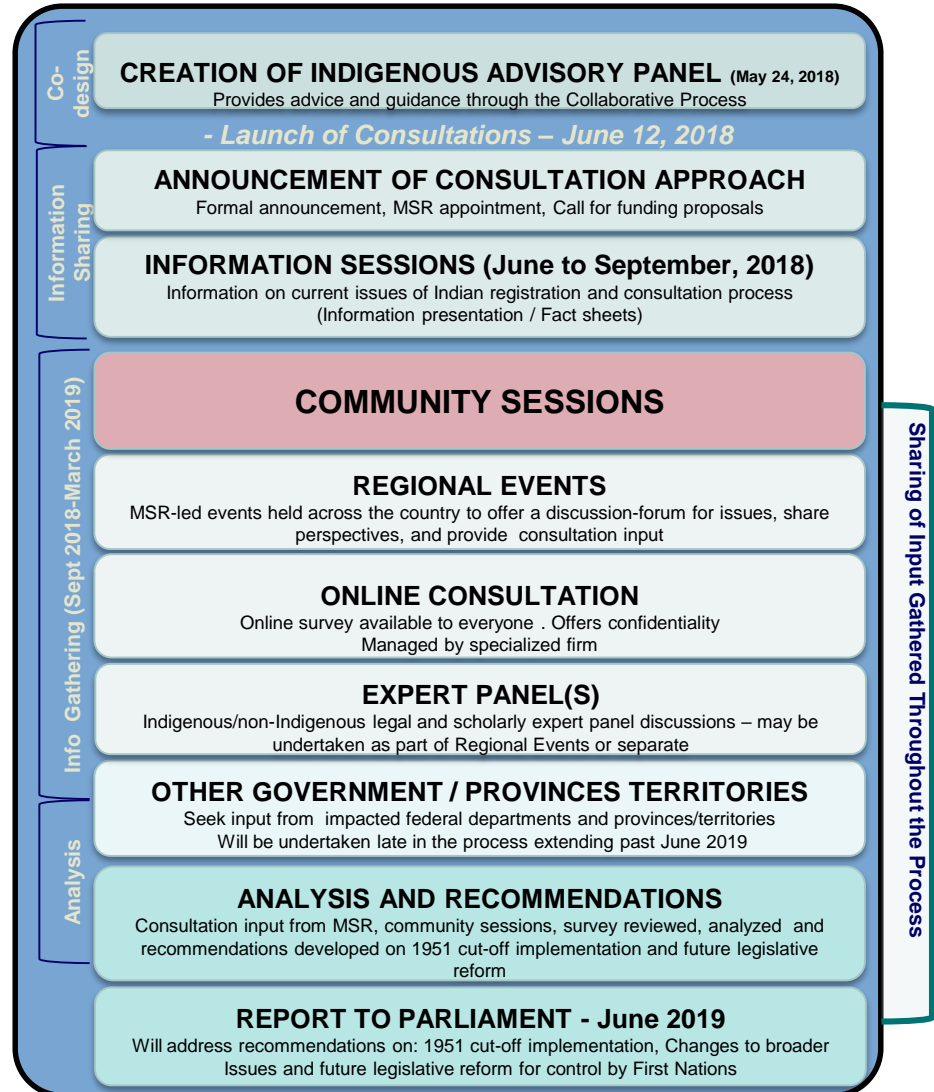 Co-
design
CREATION OF INDIGENOUS ADVISORY PANEL (May 24, 2018)
Provides advice and guidance through the Collaborative Process
- Launch of Consultations – June 12, 2018
Information
Sharing
ANNOUNCEMENT OF CONSULTATION APPROACH
Formal announcement, MSR appointment, Call for funding proposals
INFORMATION SESSIONS (June to September, 2018)
Information on current issues of Indian registration and consultation process
(Information presentation / Fact sheets)
Info Gathering (Sept 2018-March 2019)
COMMUNITY SESSIONS
REGIONAL EVENTS
MSR-led events held across the country to offer a discussion-forum for issues, share
perspectives, and provide consultation input
ONLINE CONSULTATION
Online survey available to everyone . Offers confidentiality
Managed by specialized firm
EXPERT PANEL(S)
Indigenous/non-Indigenous legal and scholarly expert panel discussions – may be
undertaken as part of Regional Events or separate
OTHER GOVERNMENT / PROVINCES TERRITORIES
Seek input from impacted federal departments and provinces/territories
Will be undertaken late in the process extending past June 2019
Analysis
ANALYSIS AND RECOMMENDATIONS
Consultation input from MSR, community sessions, survey reviewed, analyzed and
recommendations developed on 1951 cut-off implementation and future legislative
reform
REPORT TO PARLIAMENT - June 2019
Will address recommendations on: 1951 cut-off implementation, Changes to broader
Issues and future legislative reform for control by First Nations
Sharing of Input Gathered Throughout the Process